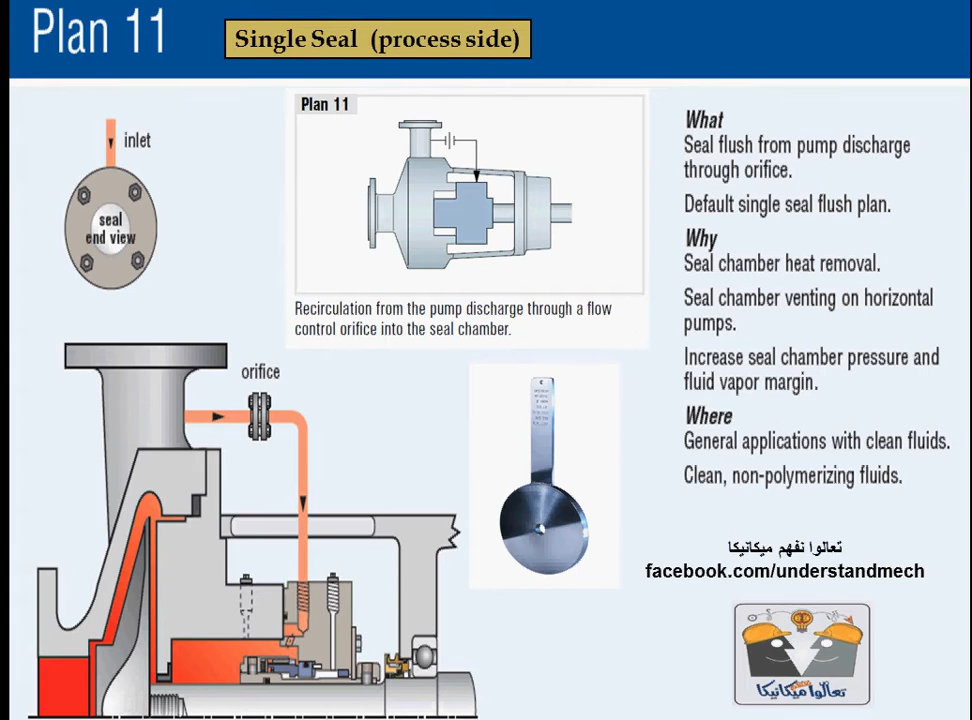 Plan 11
Single Seal (process side)
inlet
seal
end view
Plan 11
Recirculation from the pump discharge through a flow
control orifice into the seal chamber.
orifice
What
Seal flush from pump discharge
through orifice.
Default single seal flush plan.
Why
Seal chamber heat removal.
Seal chamber venting on horizontal
pumps.
Increase seal chamber pressure and
fluid vapor margin.
Where
General applications with clean fluids.
Clean, non-polymerizing fluids.
تعالوا نفهم ميكانيكا
facebook.com/understandmech